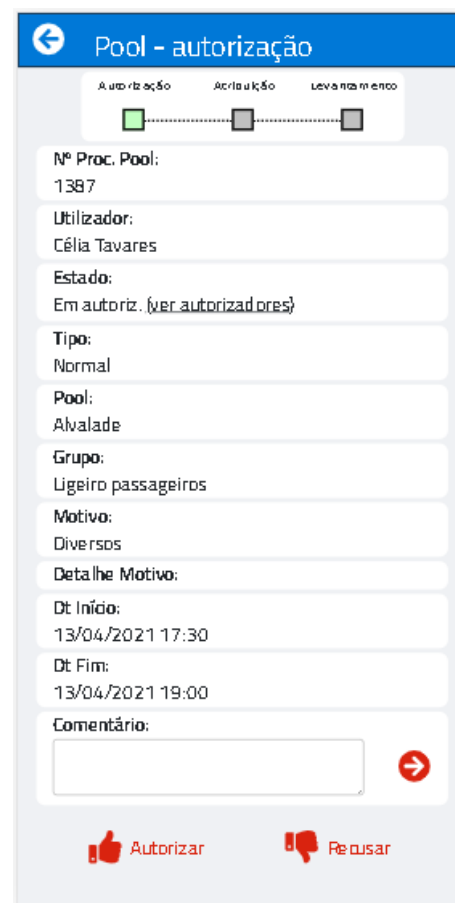 Pool - autorização
Autorização Atribuição Levantamento
Nº Proc. Pool:
1387
Utilizador:
Célia Tavares
Estado:
Em autoriz. (ver autorizadores)
Tipo:
Normal
Pool:
Alvalade
Grupo:
Ligeiro passageiros
Motivo:
Diversos
Detalhe Motivo:
Dt Início:
13/04/2021 17:30
Dt Fim:
13/04/2021 19:00
Comentário:
Autorizar Recusar